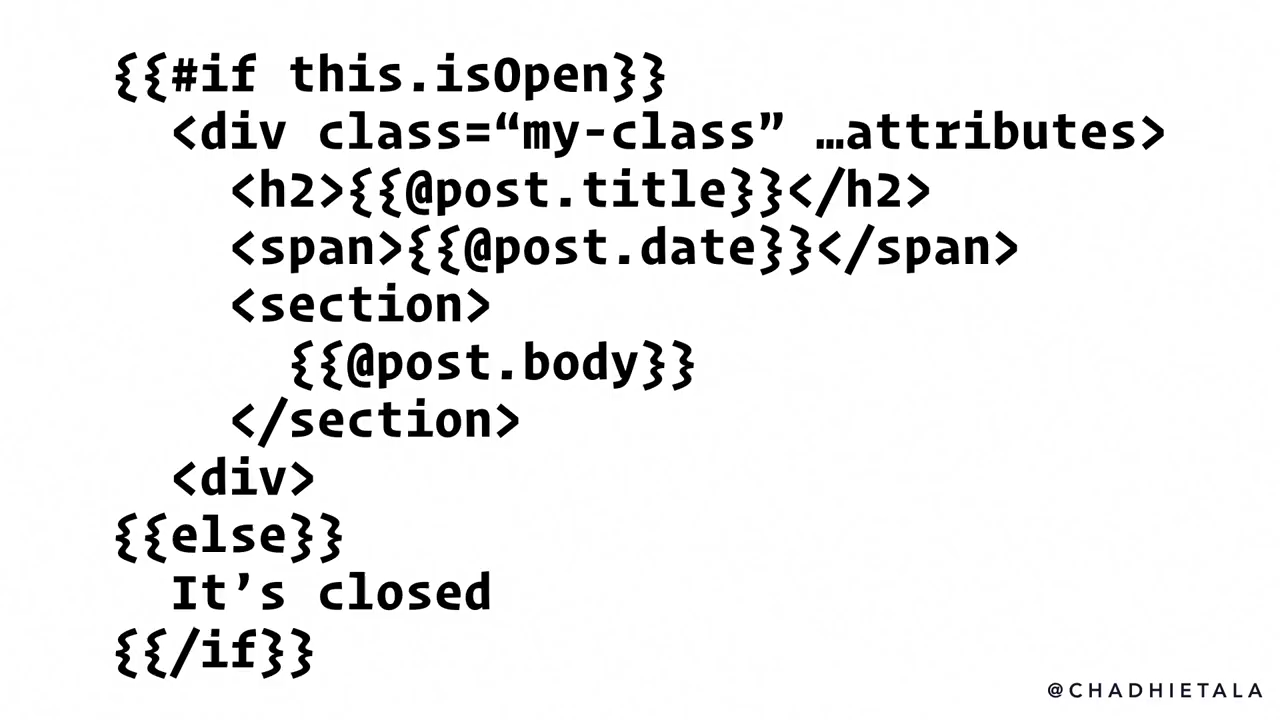 {{#if this.isOpen}}
<div class=“my-class” …attributes>
<h2>{{@post.title}}</h2>
<span>{{@post.date}}</span>
<section>
{{@post.body}}
</section>
<div>
{{else}}
It’s closed
{{/if}}
@CHADHIETALA